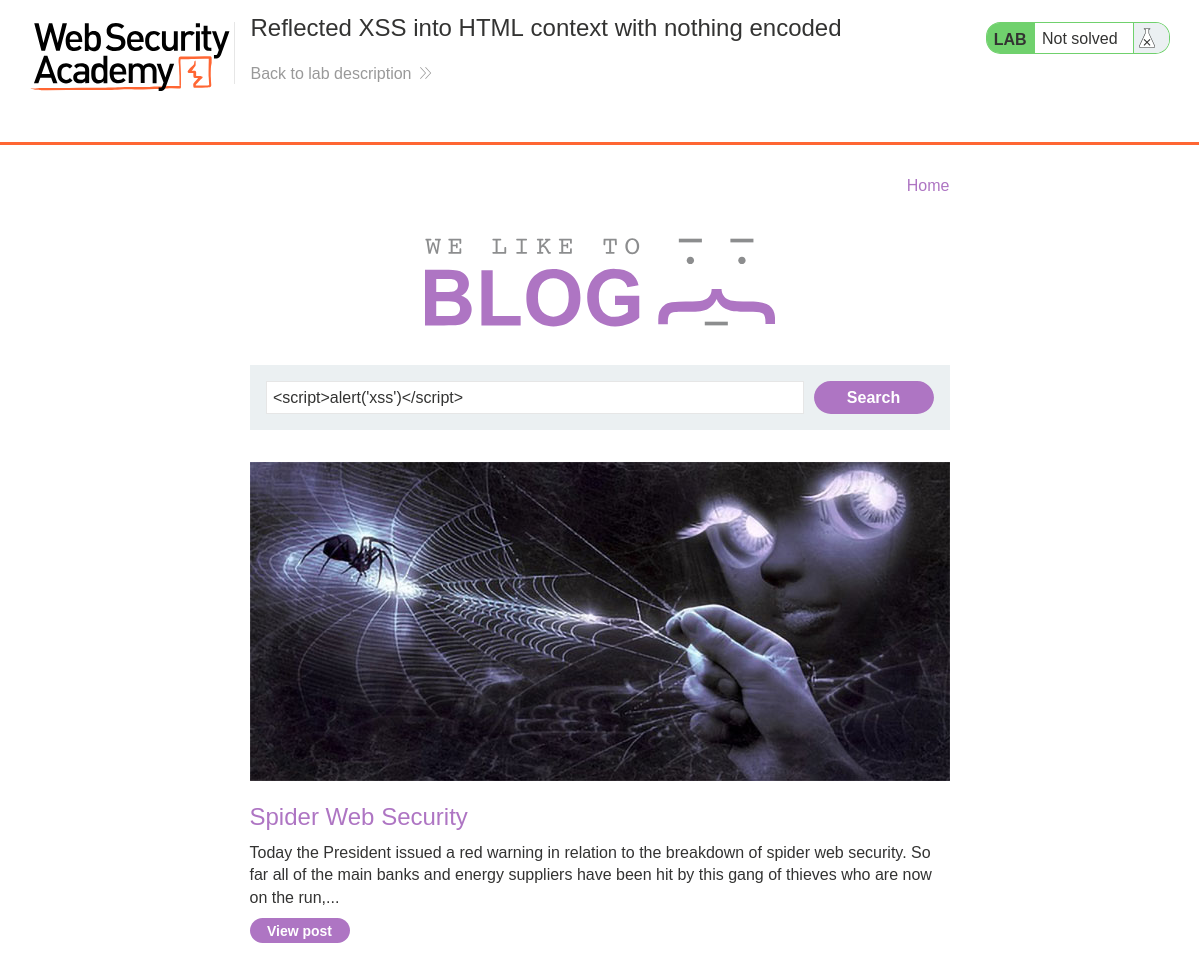 Web Security
Academy
Reflected XSS into HTML context with nothing encoded
Back to lab description
LAB Not solved
Home
WE LIKE TO
BLOG
<script>alert('xss')</script>
Search
Spider Web Security
Today the President issued a red warning in relation to the breakdown of spider web security. So
far all of the main banks and energy suppliers have been hit by this gang of thieves who are now
on the run,...
View post